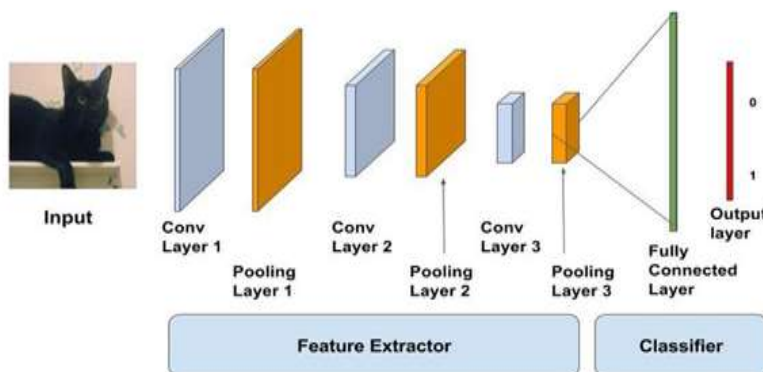 Input
Conv
Layer 1
Pooling
Layer 1
Conv
Layer 2
Pooling
Layer 2
Conv
Layer 3
Pooling
Layer 3
Fully
Connected
Layer
0
1
Output
layer
Feature Extractor
Classifier